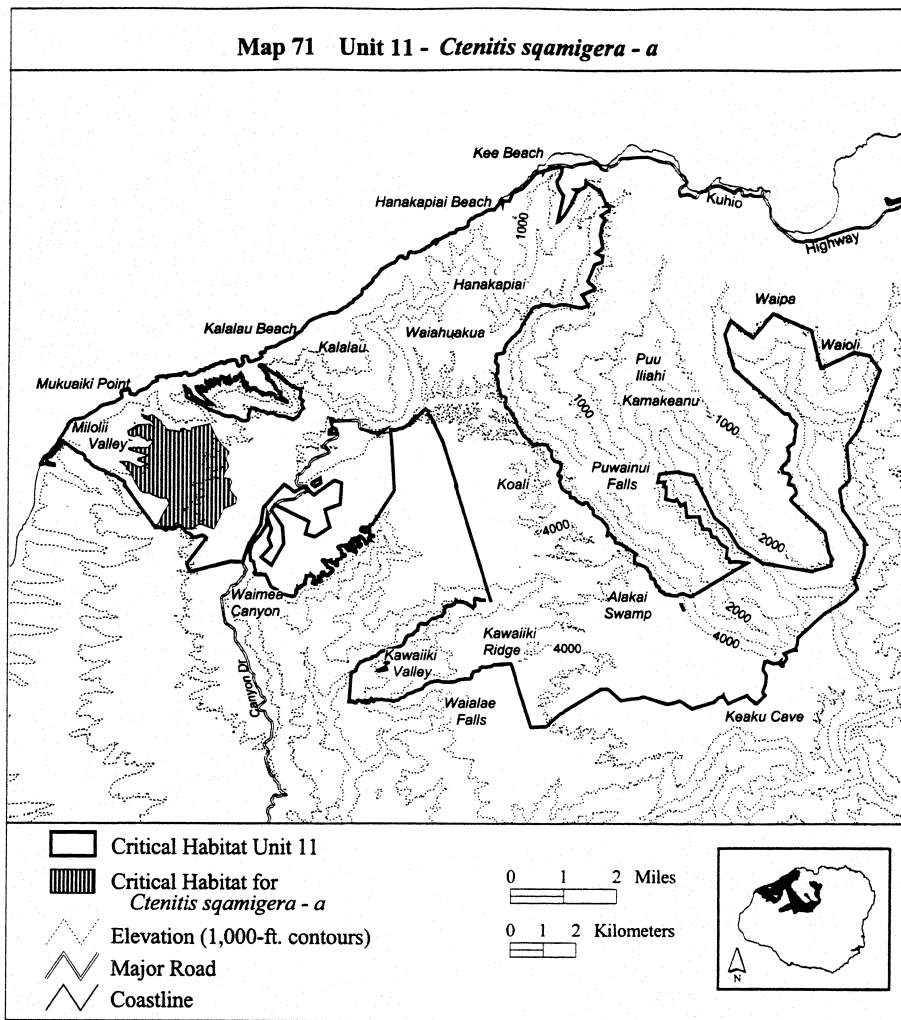 Map 71 Unit 11 - Ctenitis sqamigera - a
Kee Beach
Hanakapiai Beach
Kuhio
Highway
1000
Hanakapiai
Waipa
Kalalau Beach
Waiahuakua
Kalalau
Waioli
Puu
Iliahi
Mukuaiki Point
Kamakeanu
1000
1000
Milolii
Valley
Puwainui
Falls
Koali
4000
2000
Waimea
Canyon
Alakai
Swamp
2000
4000
Kawaiiki
Ridge
4000
Kawaiiki
Valley
Canyon Dr
Waialae
Falls
Keaku Cave
Critical Habitat Unit 11
Critical Habitat for
Ctenitis sqamigera - a
Elevation (1,000-ft. contours)
Major Road
Coastline
0 1 2 Miles
0 1 2 Kilometers
N